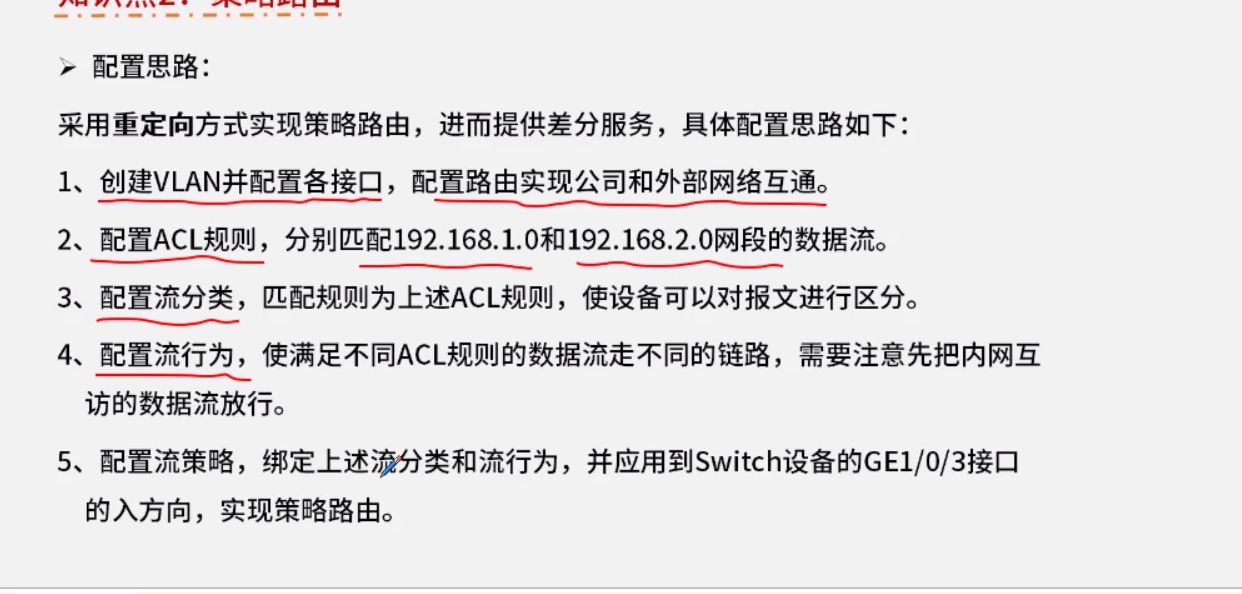 知识点2：策略路由
➢ 配置思路：
采用重定向方式实现策略路由，进而提供差分服务，具体配置思路如下：
1、创建VLAN并配置各接口，配置路由实现公司和外部网络互通。
2、配置ACL规则，分别匹配192.168.1.0和192.168.2.0网段的数据流。
3、配置流分类，匹配规则为上述ACL规则，使设备可以对报文进行区分。
4、配置流行为，使满足不同ACL规则的数据流走不同的链路，需要注意先把内网互
访的数据流放行。
5、配置流策略，绑定上述流分类和流行为，并应用到Switch设备的GE1/0/3接口
的入方向，实现策略路由。